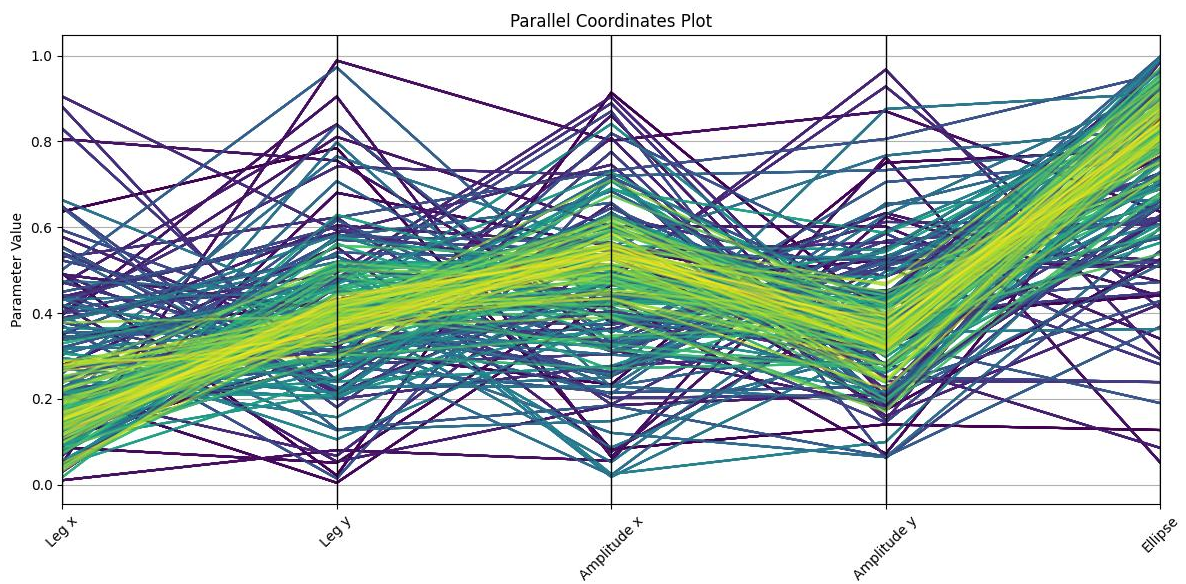 Parallel Coordinates Plot
1.0
0.8
0.6
0.4
0.2
0.0
Parameter Value
Leg x
Leg y
Amplitude x
Amplitude y
Ellipse